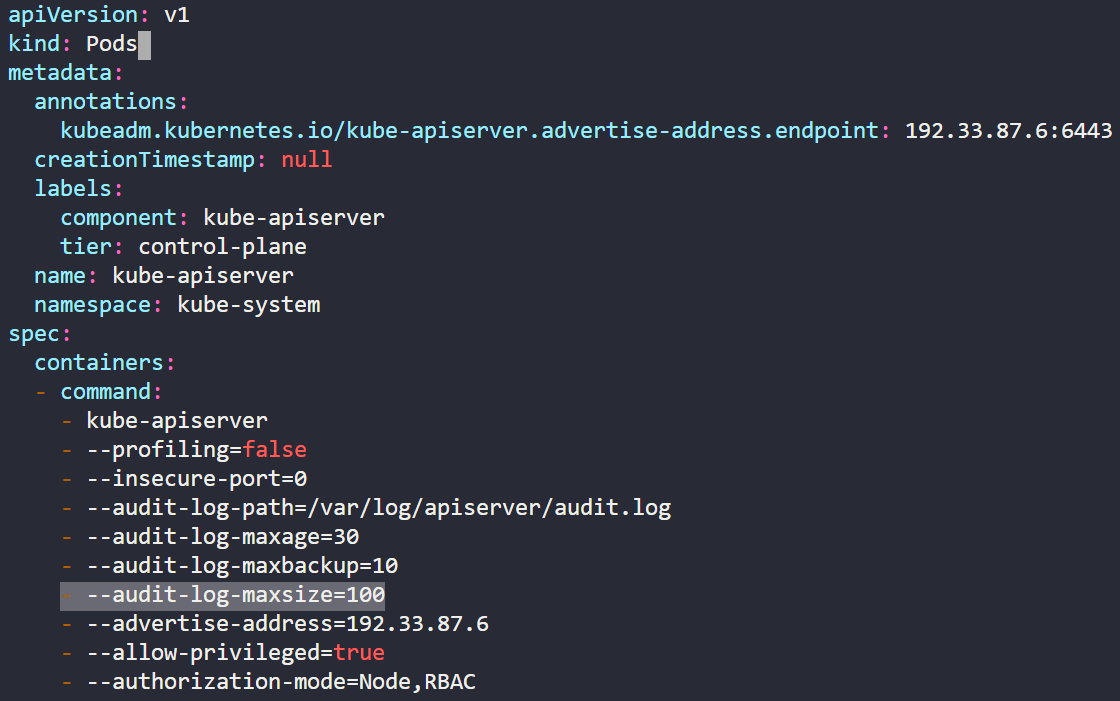 apiVersion: v1
kind: Pods
metadata:
  annotations:
    kubeadm.kubernetes.io/kube-apiserver.advertise-address.endpoint: 192.33.87.6:6443
  creationTimestamp: null
  labels:
    component: kube-apiserver
    tier: control-plane
  name: kube-apiserver
  namespace: kube-system
spec:
  containers:
  - command:
    - kube-apiserver
    - --profiling=false
    - --insecure-port=0
    - --audit-log-path=/var/log/apiserver/audit.log
    - --audit-log-maxage=30
    - --audit-log-maxbackup=10
    - --audit-log-maxsize=100
    - --advertise-address=192.33.87.6
    - --allow-privileged=true
    - --authorization-mode=Node,RBAC